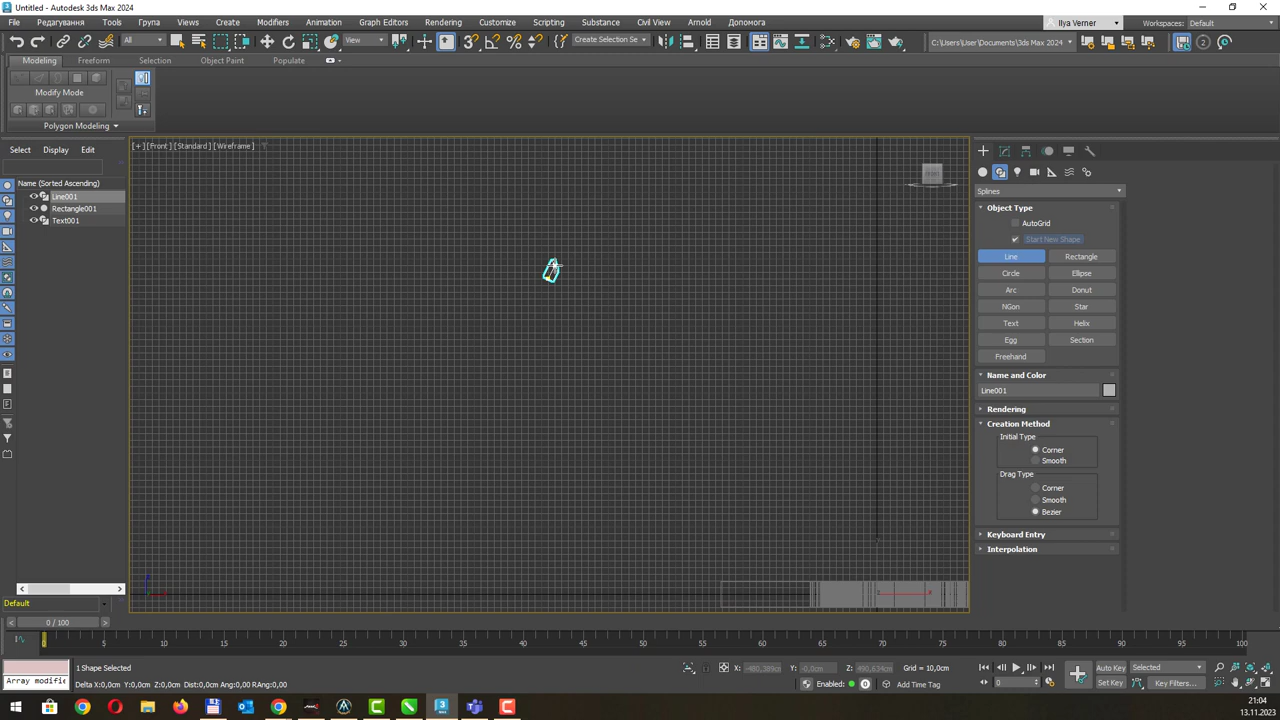 Untitled - Autodesk 3ds Max 2024
File Редагування Tools Група Views Create Modifiers Animation Graph Editors Rendering Customize Scripting Substance Civil View Arnold Допомога Ilya Verner Workspaces: Default
All View Create Selection Se C:\Users\User\Documents\3ds Max 2024
Modeling Freeform Selection Object Paint Populate
Modify Mode
Polygon Modeling
Select Display Edit
[+] [Front] [Standard] [Wireframe]
Name (Sorted Ascending)
Line001
Rectangle001
Text001
Splines
Object Type
AutoGrid
Start New Shape
Line Rectangle
Circle Ellipse
Arc Donut
NGon Star
Text Helix
Egg Section
Freehand
Name and Color
Line001
Rendering
Creation Method
Initial Type
Corner
Smooth
Drag Type
Corner
Smooth
Bezier
Keyboard Entry
Interpolation
Default
0 / 100
0 5 10 15 20 25 30 35 40 45 50 55 60 65 70 75 80 85 90 95 100
1 Shape Selected X: -480,389cm Y: -0,0cm Z: 490,634cm Grid = 10,0cm Auto Key Selected
Array modifie Delta X:0,0cm Y:0,0cm Z:0,0cm Ang:0,00 RAng:0,00 Enabled: Add Time Tag 0 Set Key Key Filters...
21:04
13.11.2023